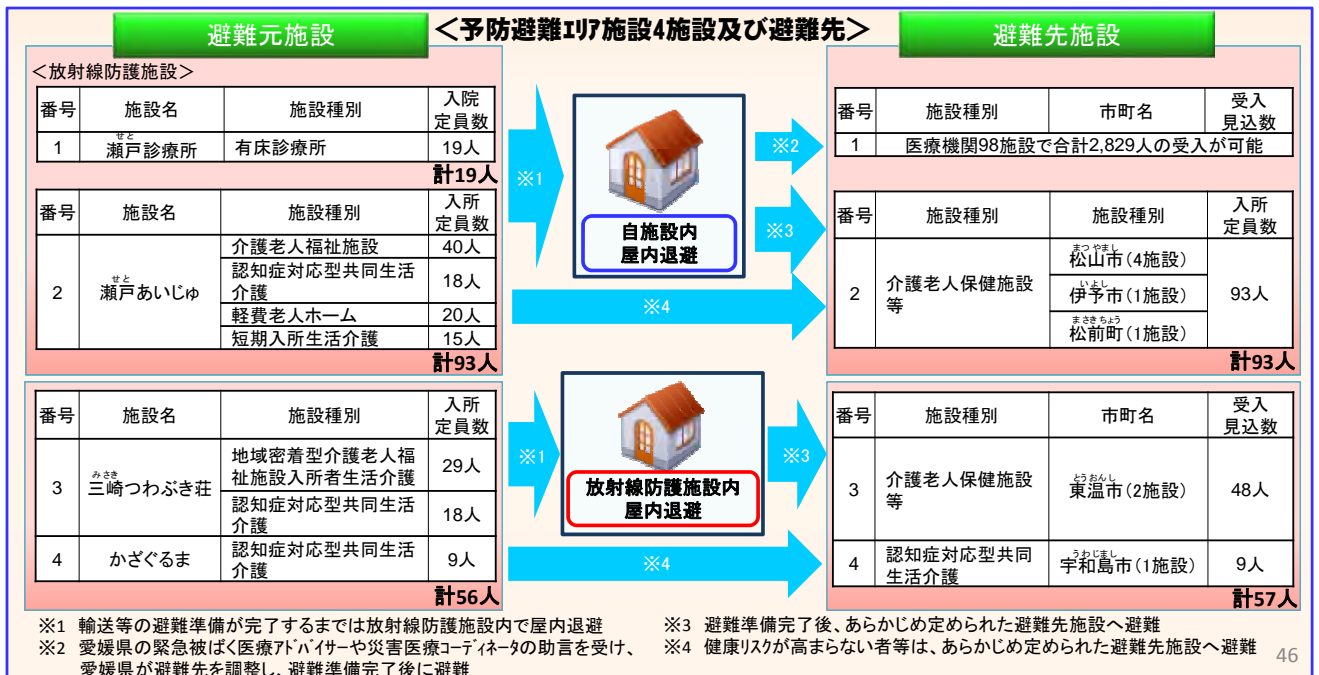 <予防避難ｴﾘｱ施設4施設及び避難先>
避難元施設
<放射線防護施設>
番号 施設名 施設種別 入院定員数
1 瀬戸診療所 せと 有床診療所 19人
計19人
番号 施設名 施設種別 入所定員数
2 瀬戸あいじゅ せと 介護老人福祉施設 40人
認知症対応型共同生活介護 18人
軽費老人ホーム 20人
短期入所生活介護 15人
計93人
番号 施設名 施設種別 入所定員数
3 三崎つわぶき荘 みさき 地域密着型介護老人福祉施設入所者生活介護 29人
認知症対応型共同生活介護 18人
4 かざぐるま 認知症対応型共同生活介護 9人
計56人
※1
自施設内
屋内退避
※2
※3
※4
※1
放射線防護施設内
屋内退避
※3
※4
避難先施設
番号 施設種別 市町名 受入見込数
1 医療機関98施設で合計2,829人の受入が可能
番号 施設種別 施設種別 入所定員数
2 介護老人保健施設等 松山市(4施設) まつやまし 93人
伊予市(1施設) いよし
松前町(1施設) まさきちょう
計93人
番号 施設種別 市町名 受入見込数
3 介護老人保健施設等 東温市(2施設) とうおんし 48人
4 認知症対応型共同生活介護 宇和島市(1施設) うわじまし 9人
計57人
※1 輸送等の避難準備が完了するまでは放射線防護施設内で屋内退避
※2 愛媛県の緊急被ばく医療ｱﾄﾞﾊﾞｲｻｰや災害医療ｺｰﾃﾞｨﾈｰﾀの助言を受け、
愛媛県が避難先を調整し、避難準備完了後に避難
※3 避難準備完了後、あらかじめ定められた避難先施設へ避難
※4 健康ﾘｽｸが高まらない者等は、あらかじめ定められた避難先施設へ避難
46